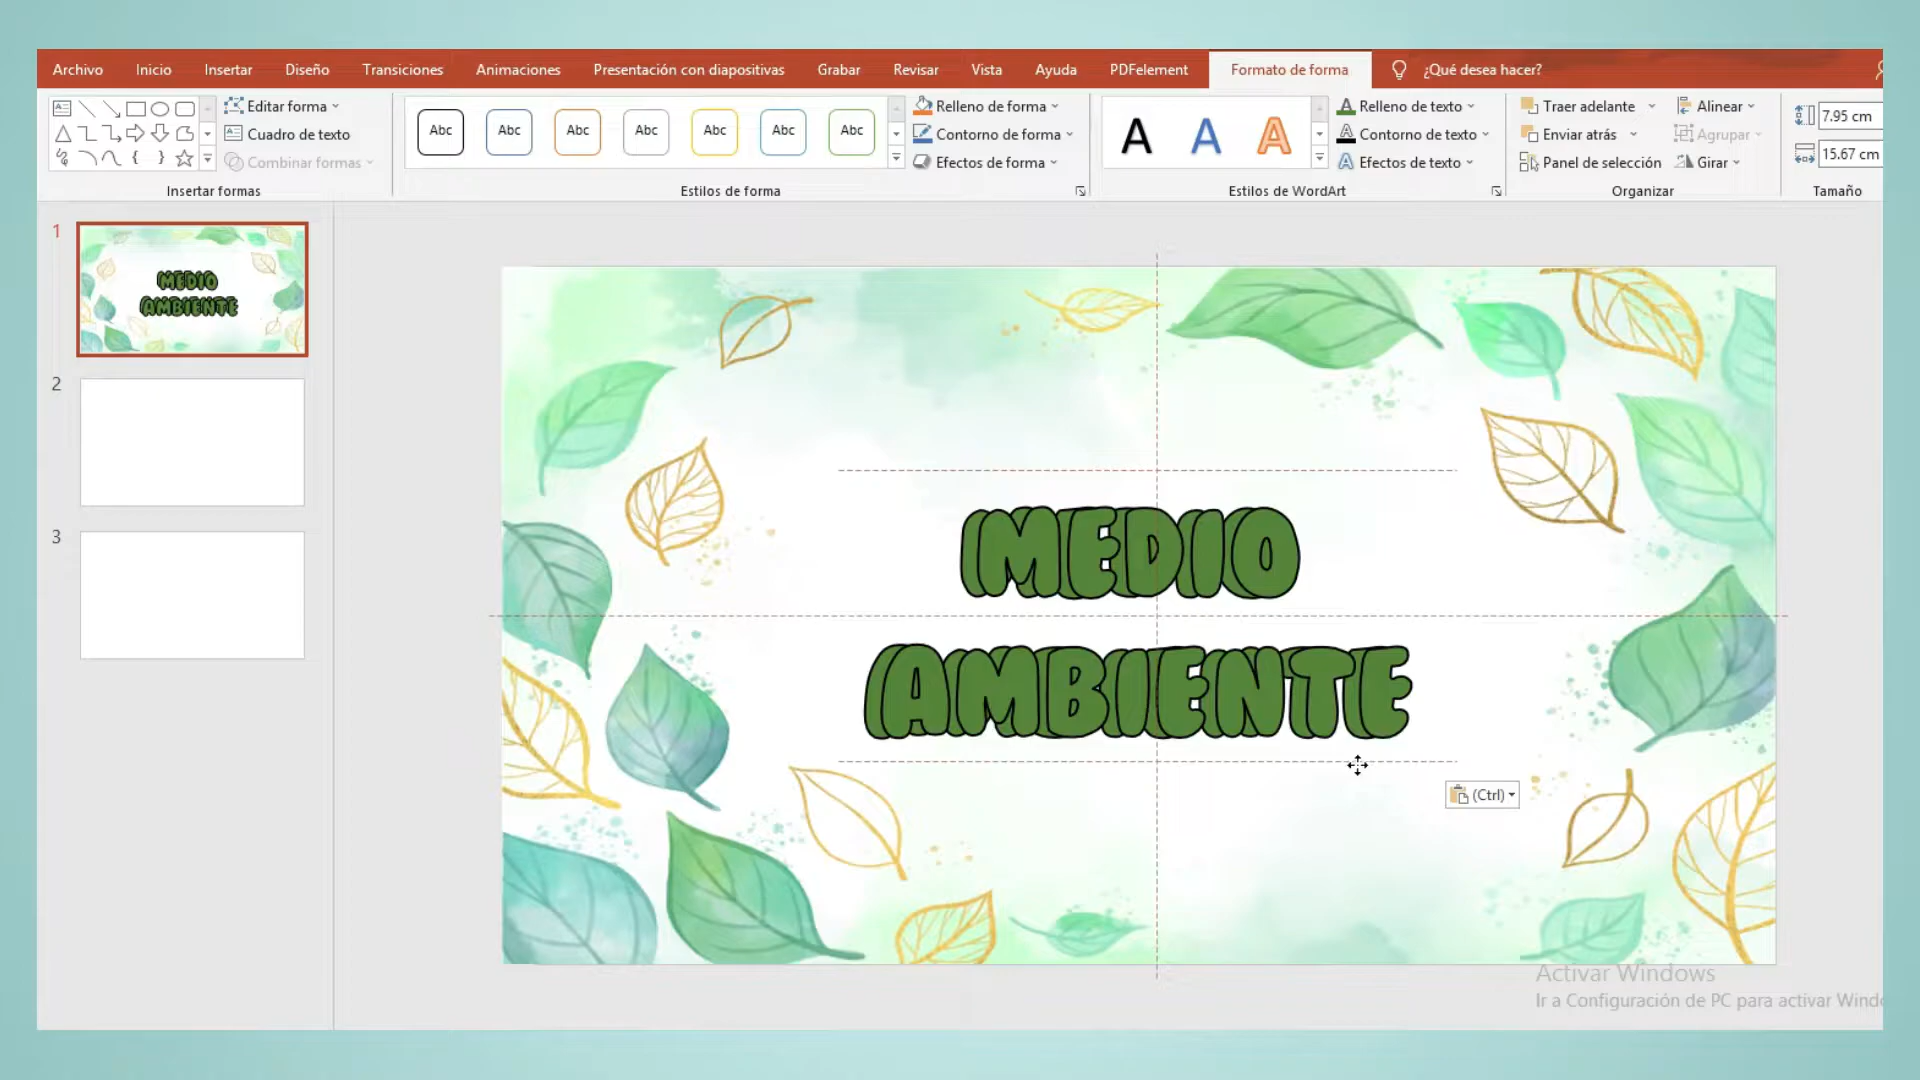 Archivo Inicio Insertar Diseño Transiciones Animaciones Presentación con diapositivas Grabar Revisar Vista Ayuda PDFelement Formato de forma ¿Qué desea hacer?
Editar forma
Cuadro de texto
Combinar formas
Insertar formas
Abc Abc Abc Abc Abc Abc Abc
Relleno de forma
Contorno de forma
Efectos de forma
Estilos de forma
A A A
Relleno de texto
Contorno de texto
Efectos de texto
Estilos de WordArt
Traer adelante
Enviar atrás
Panel de selección
Alinear
Agrupar
Girar
Organizar
7.95 cm
15.67 cm
Tamaño
1
MEDIO
AMBIENTE
2
3
MEDIO
AMBIENTE
(Ctrl)
Activar Windows
Ir a Configuración de PC para activar Windo